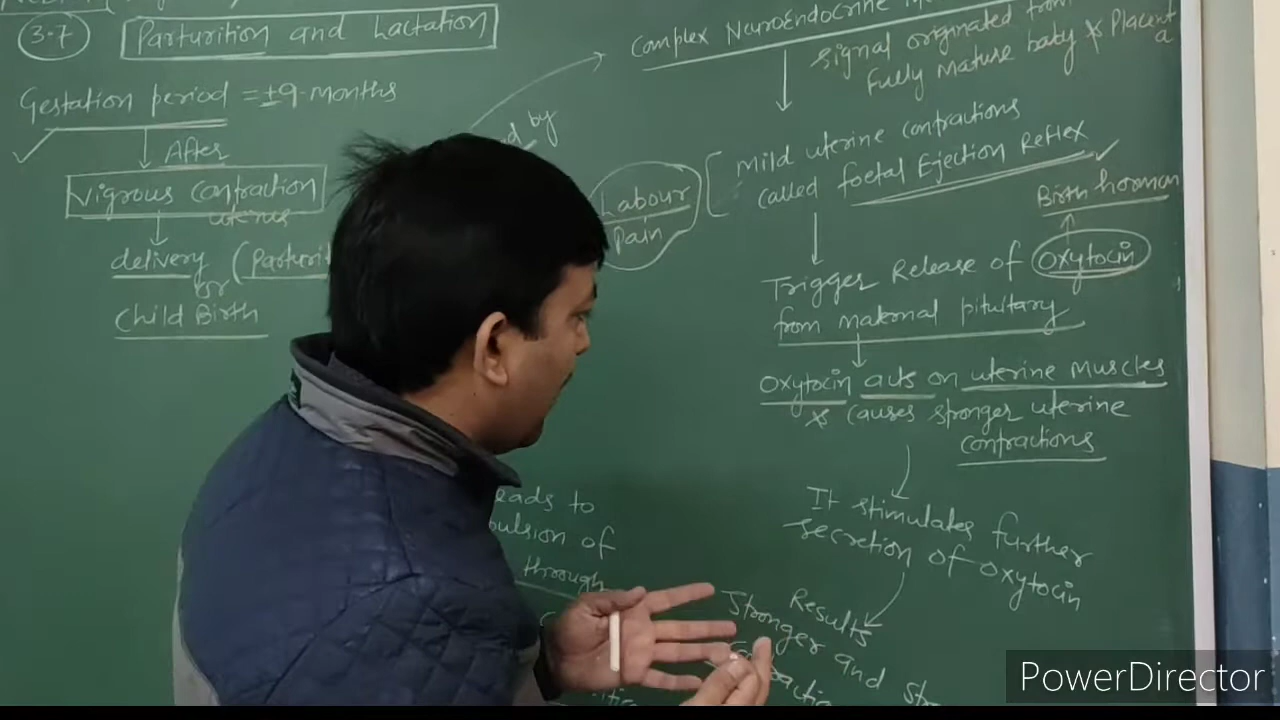 3.7
Parturition and Lactation
Gestation period = ±9-months
After
Vigrous contraction
uterus
delivery (Parturit
or
Child Birth
by
Complex NeuroEndocrine
signal originated from
fully mature baby & Placenta
Labour
Pain
Mild uterine contractions
called foetal Ejection Reflex
Birth hormon
Trigger Release of Oxytocin
from maternal pituitary
Oxytocin acts on uterine muscles
& causes stronger uterine
contractions
It stimulates further
secretion of oxytocin
Results
Stronger and
leads to
pulsion of
through
PowerDirector